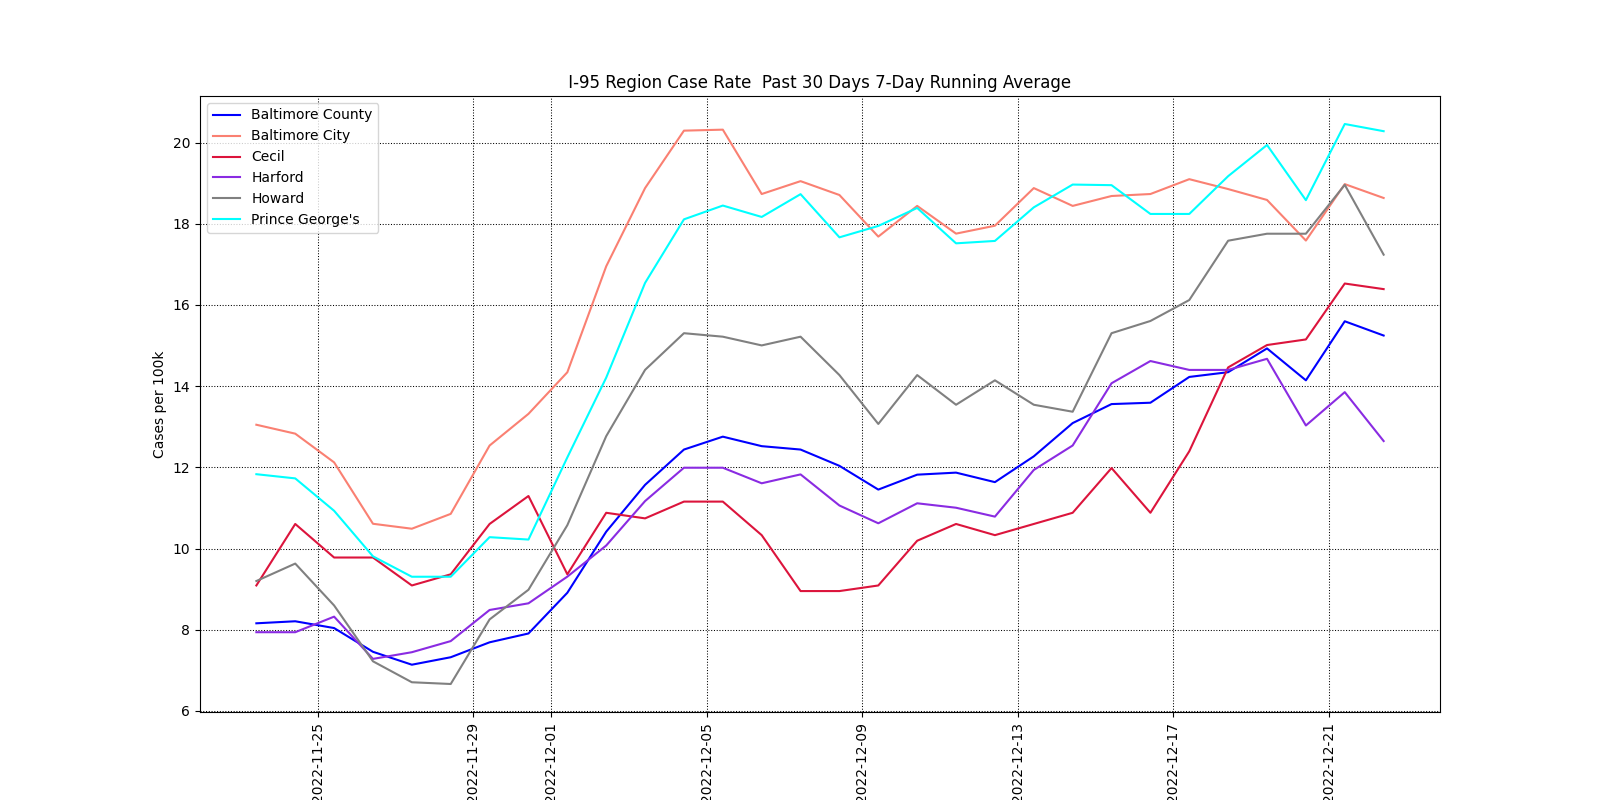 I-95 Region Case Rate  Past 30 Days 7-Day Running Average
Baltimore County
Baltimore City
Cecil
Harford
Howard
Prince George's
Cases per 100k
20
18
16
14
12
10
8
6
2022-11-25
2022-11-29
2022-12-01
2022-12-05
2022-12-09
2022-12-13
2022-12-17
2022-12-21